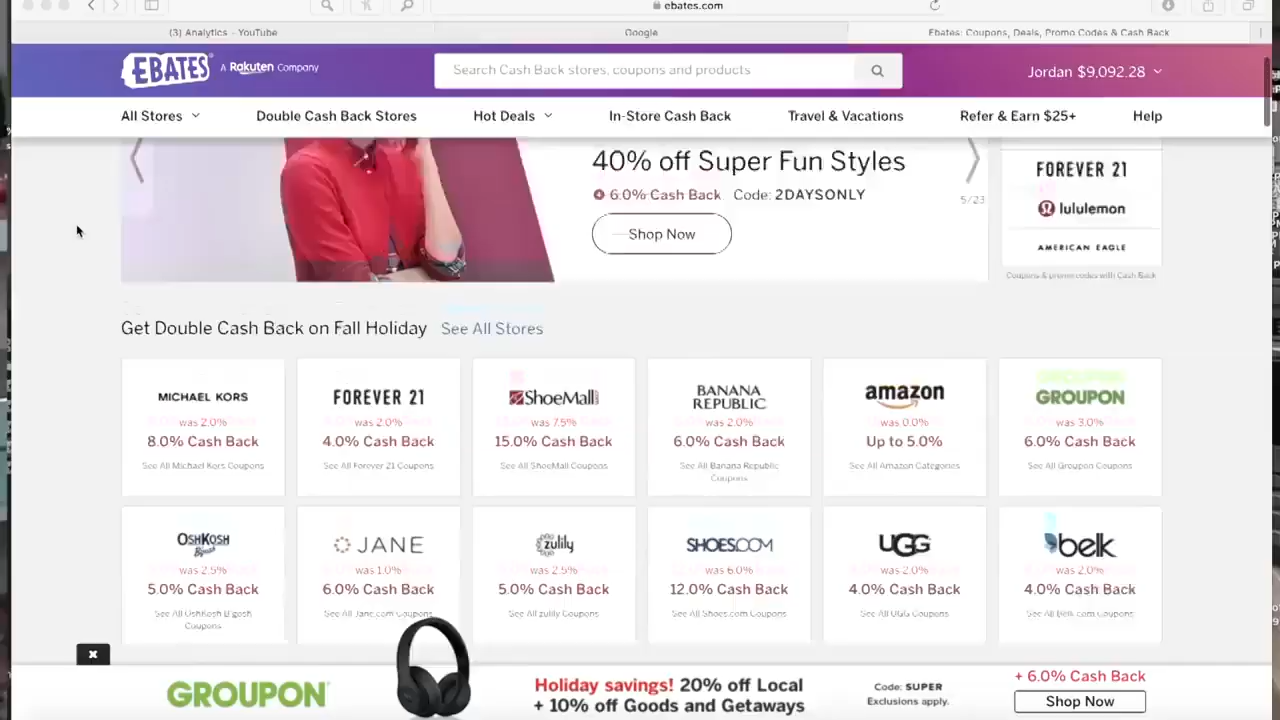 ebates.com
(3) Analytics - YouTube
Google
Ebates: Coupons, Deals, Promo Codes & Cash Back
EBATES A Rakuten Company
Search Cash Back stores, coupons and products
Jordan $9,092.28
All Stores
Double Cash Back Stores
Hot Deals
In-Store Cash Back
Travel & Vacations
Refer & Earn $25+
Help
40% off Super Fun Styles
6.0% Cash Back Code: 2DAYSONLY
Shop Now
5/23
FOREVER 21
lululemon
AMERICAN EAGLE
Coupons & promo codes with Cash Back
Get Double Cash Back on Fall Holiday See All Stores
MICHAEL KORS
was 2.0%
8.0% Cash Back
See All Michael Kors Coupons
FOREVER 21
was 2.0%
4.0% Cash Back
See All Forever 21 Coupons
ShoeMall
was 7.5%
15.0% Cash Back
See All ShoeMall Coupons
BANANA
REPUBLIC
was 2.0%
6.0% Cash Back
See All Banana Republic
Coupons
amazon
was 0.0%
Up to 5.0%
See All Amazon Categories
GROUPON
was 3.0%
6.0% Cash Back
See All Groupon Coupons
OSHKOSH
B'gosh
was 2.5%
5.0% Cash Back
See All OshKosh B'gosh
Coupons
JANE
was 1.0%
6.0% Cash Back
See All Jane.com Coupons
zulily
was 2.5%
5.0% Cash Back
See All zulily Coupons
SHOES.COM
was 6.0%
12.0% Cash Back
See All Shoes.com Coupons
UGG
was 2.0%
4.0% Cash Back
See All UGG Coupons
belk
was 2.0%
4.0% Cash Back
See All Belk.com Coupons
GROUPON
Holiday savings! 20% off Local
+ 10% off Goods and Getaways
Code: SUPER
Exclusions apply.
+ 6.0% Cash Back
Shop Now